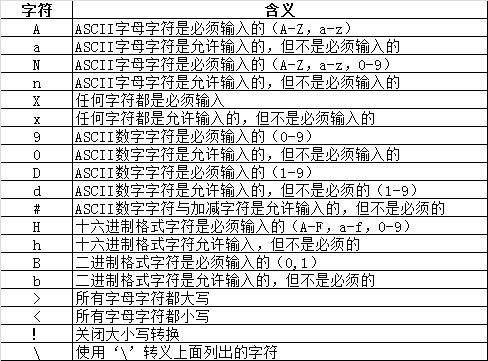 字符 含义
A ASCII字母字符是必须输入的（A-Z，a-z）
a ASCII字母字符是允许输入的，但不是必须输入的
N ASCII字母字符是必须输入的（A-Z，a-z，0-9）
n ASCII字母字符是允许输入的，但不是必须输入的
X 任何字符都是必须输入
x 任何字符都是允许输入的，但不是必须输入的
9 ASCII数字字符是必须输入的（0-9）
0 ASCII数字字符是允许输入的，但不是必须输入的
D ASCII数字字符是必须输入的（1-9）
d ASCII数字字符是允许输入的，但不是必须的（1-9）
# ASCII数字字符与加减字符是允许输入的，但不是必须的
H 十六进制格式字符是必须输入的（A-F，a-f，0-9）
h 十六进制格式字符允许输入，但不是必须的
B 二进制格式字符是必须输入的（0,1）
b 二进制格式字符是允许输入的，但不是必须的
> 所有字母字符都大写
< 所有字母字符都小写
! 关闭大小写转换
\ 使用‘\’转义上面列出的字符